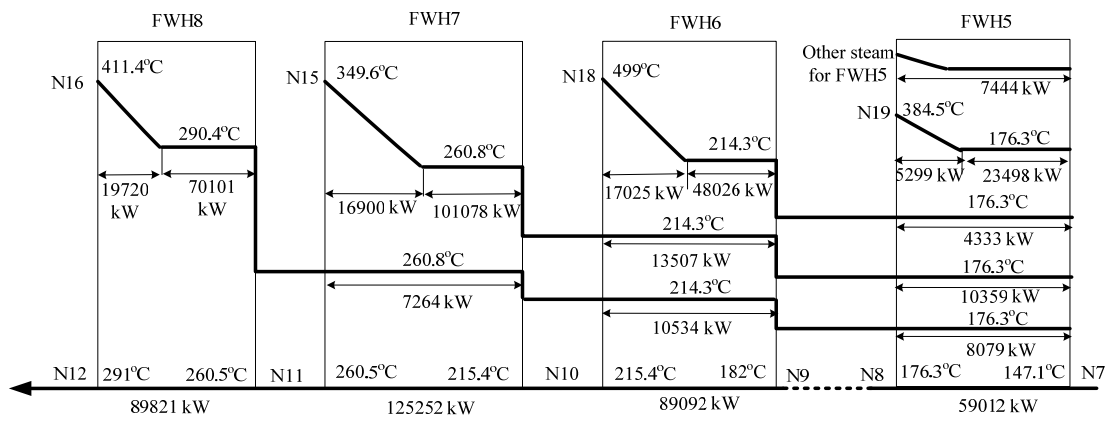 FWH8
FWH7
FWH6
FWH5
N16
411.4°C
290.4°C
19720
kW
70101
kW
N15
349.6°C
260.8°C
16900 kW
101078 kW
260.8°C
7264 kW
N18
499°C
214.3°C
17025 kW
48026 kW
214.3°C
13507 kW
214.3°C
10534 kW
Other steam
for FWH5
7444 kW
N19
384.5°C
176.3°C
5299 kW
23498 kW
176.3°C
4333 kW
176.3°C
10359 kW
176.3°C
8079 kW
N12
291°C
260.5°C
N11
260.5°C
215.4°C
N10
215.4°C
182°C
N9
N8
176.3°C
147.1°C
N7
89821 kW
125252 kW
89092 kW
59012 kW